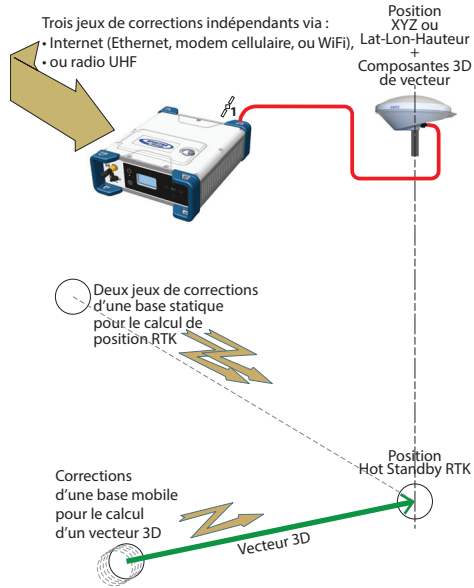 Trois jeux de corrections indépendants via :
• Internet (Ethernet, modem cellulaire, ou WiFi),
• ou radio UHF
Position
XYZ ou
Lat-Lon-Hauteur
+
Composantes 3D
de vecteur
1
Deux jeux de corrections
d'une base statique
pour le calcul de
position RTK
Position
Hot Standby RTK
Corrections
d'une base mobile
pour le calcul
d'un vecteur 3D
Vecteur 3D